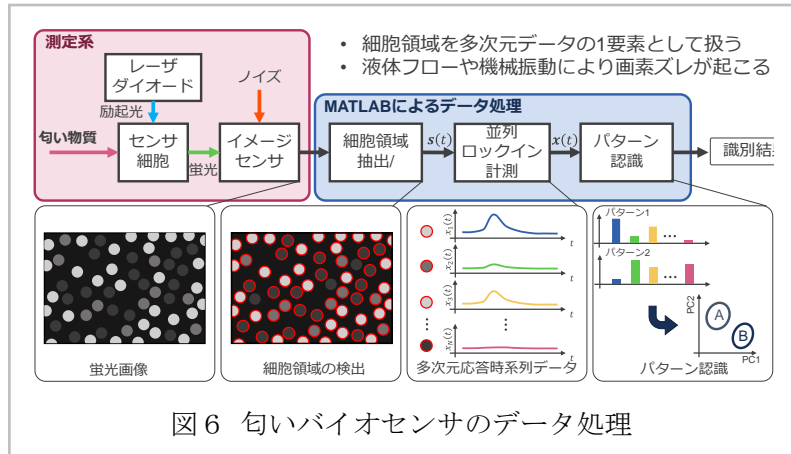 測定系
・ 細胞領域を多次元データの1要素として扱う
・ 液体フローや機械振動により画素ズレが起こる
レーザ
ダイオード
ノイズ
励起光
MATLABによるデータ処理
匂い物質
センサ
細胞
蛍光
イメージ
センサ
細胞領域
抽出/
s(t)
並列
ロックイン
計測
x(t)
パターン
認識
識別結果
蛍光画像
細胞領域の検出
x₁(t)
t
x₂(t)
t
x₃(t)
t
⋮
⋮
x_N(t)
t
多次元応答時系列データ
パターン1
…
パターン2
…
PC2
A
B
PC1
パターン認識
図6 匂いバイオセンサのデータ処理